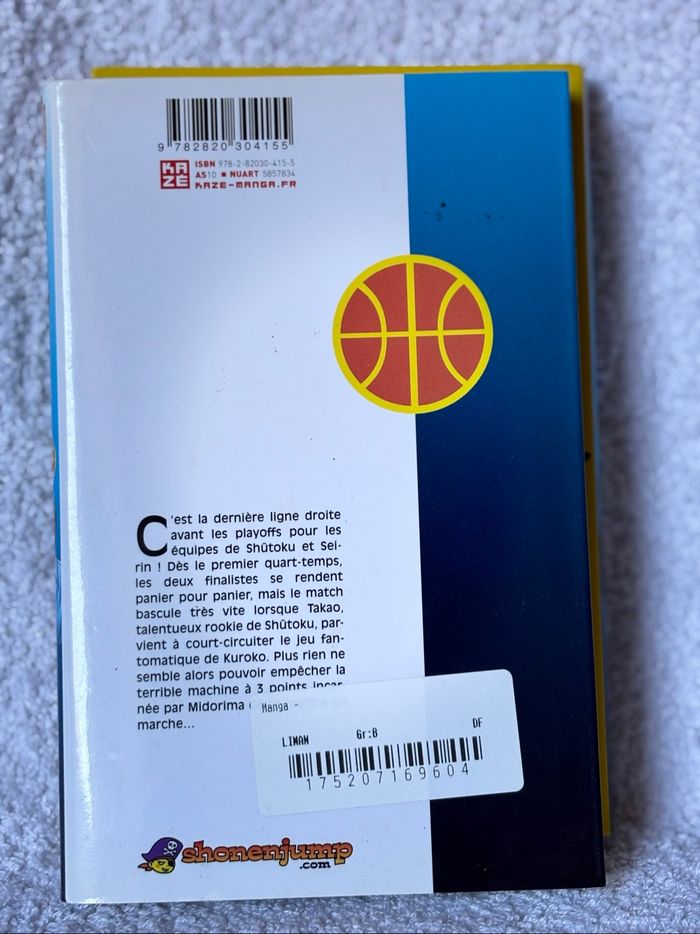 9 782820 304155
KAZE
ISBN 978-2-82030-415-5
AS10 ■ NUART 5857834
KAZE-MANGA.FR
C'est la dernière ligne droite
avant les playoffs pour les
équipes de Shûtoku et Sei-
rin ! Dès le premier quart-temps,
les deux finalistes se rendent
panier pour panier, mais le match
bascule très vite lorsque Takao,
talentueux rookie de Shûtoku, par-
vient à court-circuiter le jeu fan-
tomatique de Kuroko. Plus rien ne
semble alors pouvoir empêcher la
terrible machine à 3 points incar-
née par Midorima
marche...
Manga -
LIMAN Gr:B DF
175207169604
shonenjump
.com